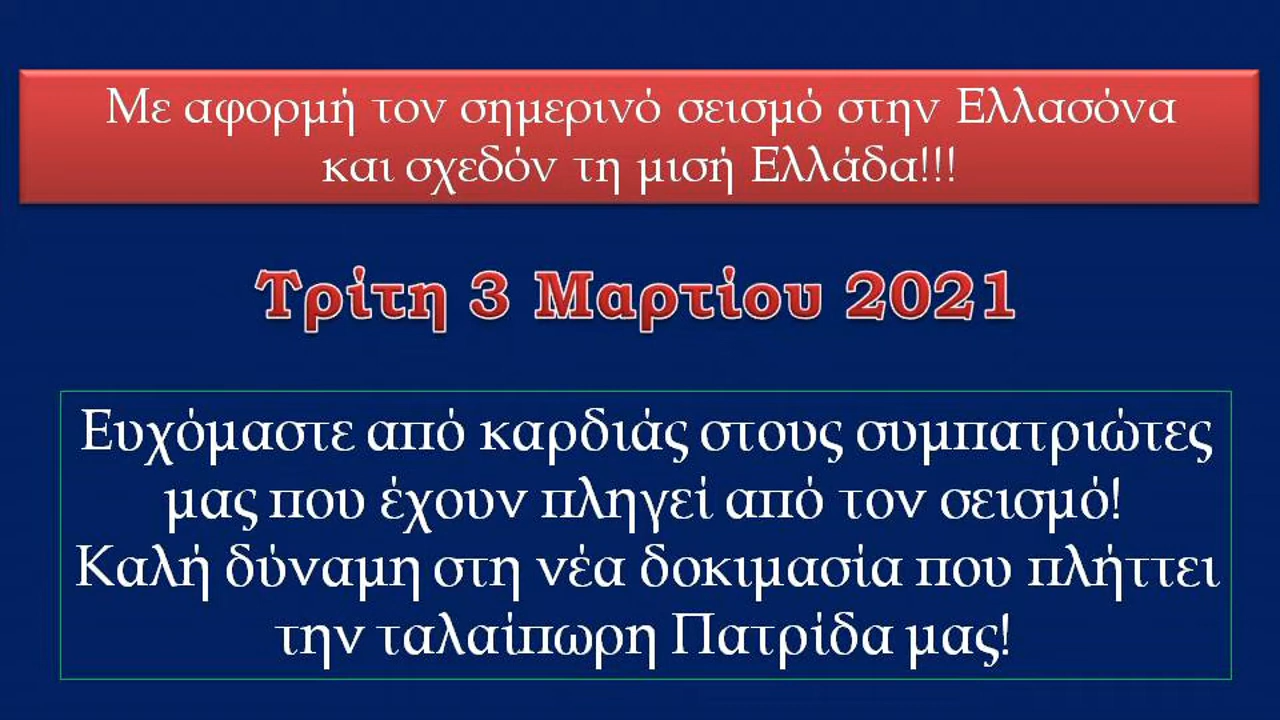 Με αφορμή τον σημερινό σεισμό στην Ελλασόνα
και σχεδόν τη μισή Ελλάδα!!!
Τρίτη 3 Μαρτίου 2021
Ευχόμαστε από καρδιάς στους συμπατριώτες
μας που έχουν πληγεί από τον σεισμό!
Καλή δύναμη στη νέα δοκιμασία που πλήττει
την ταλαίπωρη Πατρίδα μας!